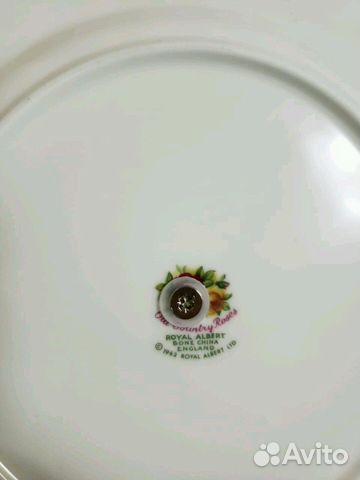 Old Country Roses
ROYAL ALBERT
BONE CHINA
ENGLAND
© 1962 ROYAL ALBERT LTD
Avito